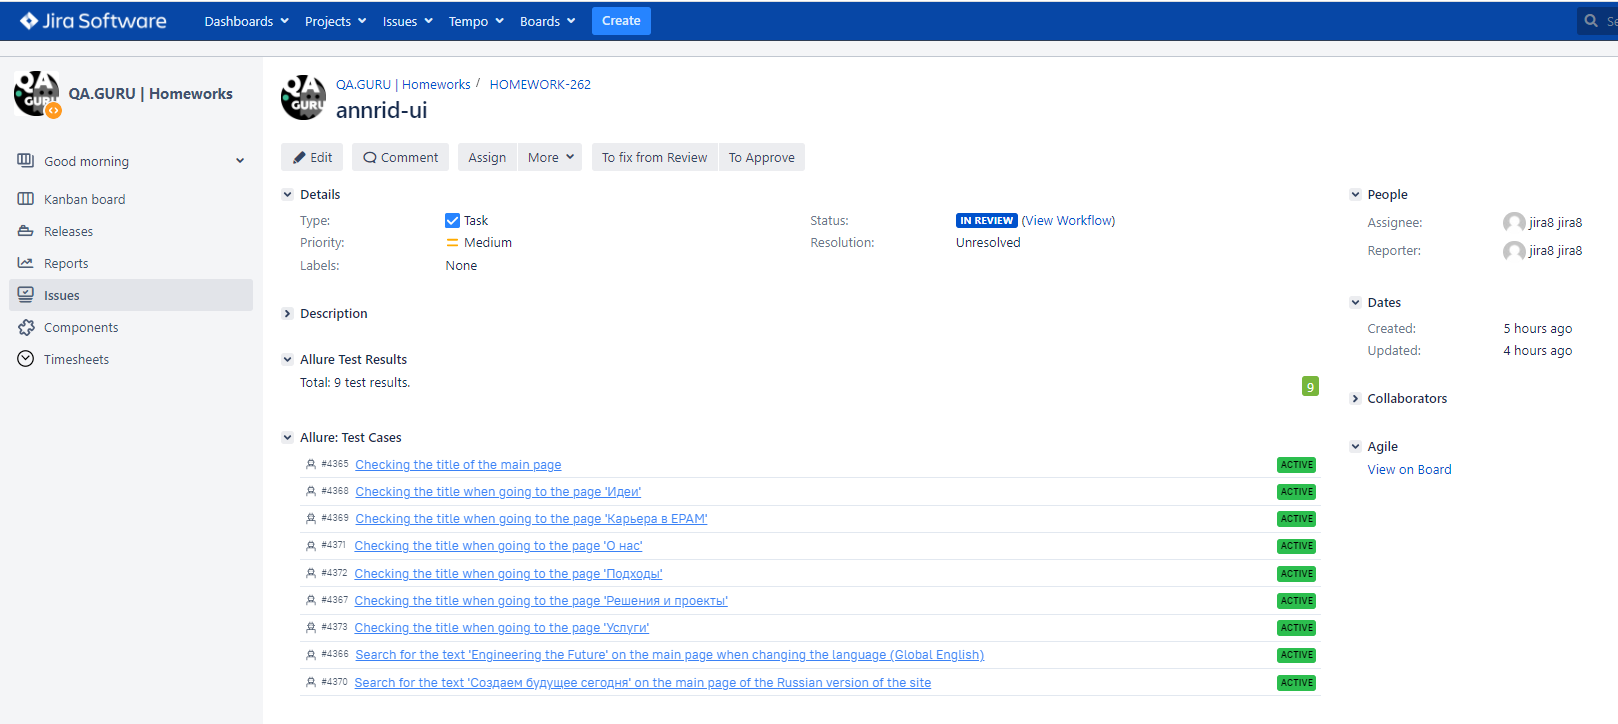 Jira Software Dashboards Projects Issues Tempo Boards Create Se
QA GURU
QA.GURU | Homeworks
Good morning
Kanban board
Releases
Reports
Issues
Components
Timesheets
QA GURU
QA.GURU | Homeworks / HOMEWORK-262
annrid-ui
Edit Comment Assign More To fix from Review To Approve
Details
Type: Task
Status: IN REVIEW (View Workflow)
Priority: Medium
Resolution: Unresolved
Labels: None
Description
Allure Test Results
Total: 9 test results. 9
Allure: Test Cases
#4365 Checking the title of the main page ACTIVE
#4368 Checking the title when going to the page 'Идеи' ACTIVE
#4369 Checking the title when going to the page 'Карьера в EPAM' ACTIVE
#4371 Checking the title when going to the page 'О нас' ACTIVE
#4372 Checking the title when going to the page 'Подходы' ACTIVE
#4367 Checking the title when going to the page 'Решения и проекты' ACTIVE
#4373 Checking the title when going to the page 'Услуги' ACTIVE
#4366 Search for the text 'Engineering the Future' on the main page when changing the language (Global English) ACTIVE
#4370 Search for the text 'Создаем будущее сегодня' on the main page of the Russian version of the site ACTIVE
People
Assignee: jira8 jira8
Reporter: jira8 jira8
Dates
Created: 5 hours ago
Updated: 4 hours ago
Collaborators
Agile
View on Board